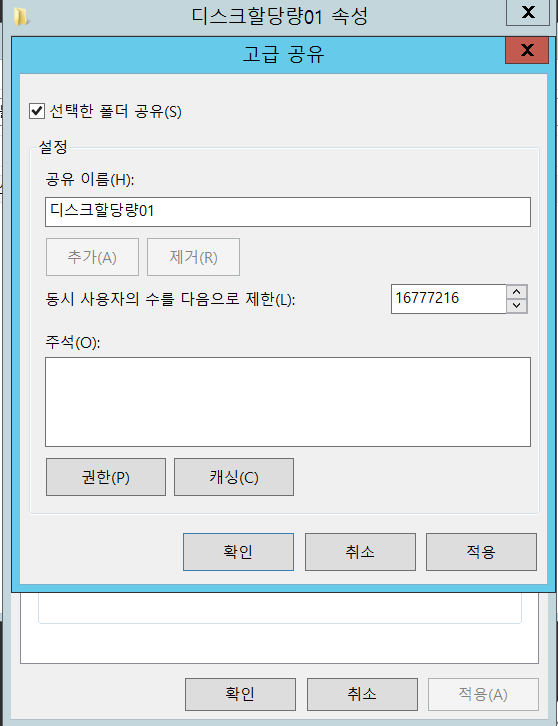 디스크할당량01 속성
고급 공유
선택한 폴더 공유(S)
설정
공유 이름(H):
디스크할당량01
추가(A) 제거(R)
동시 사용자의 수를 다음으로 제한(L): 16777216
주석(O):
권한(P) 캐싱(C)
확인 취소 적용
확인 취소 적용(A)